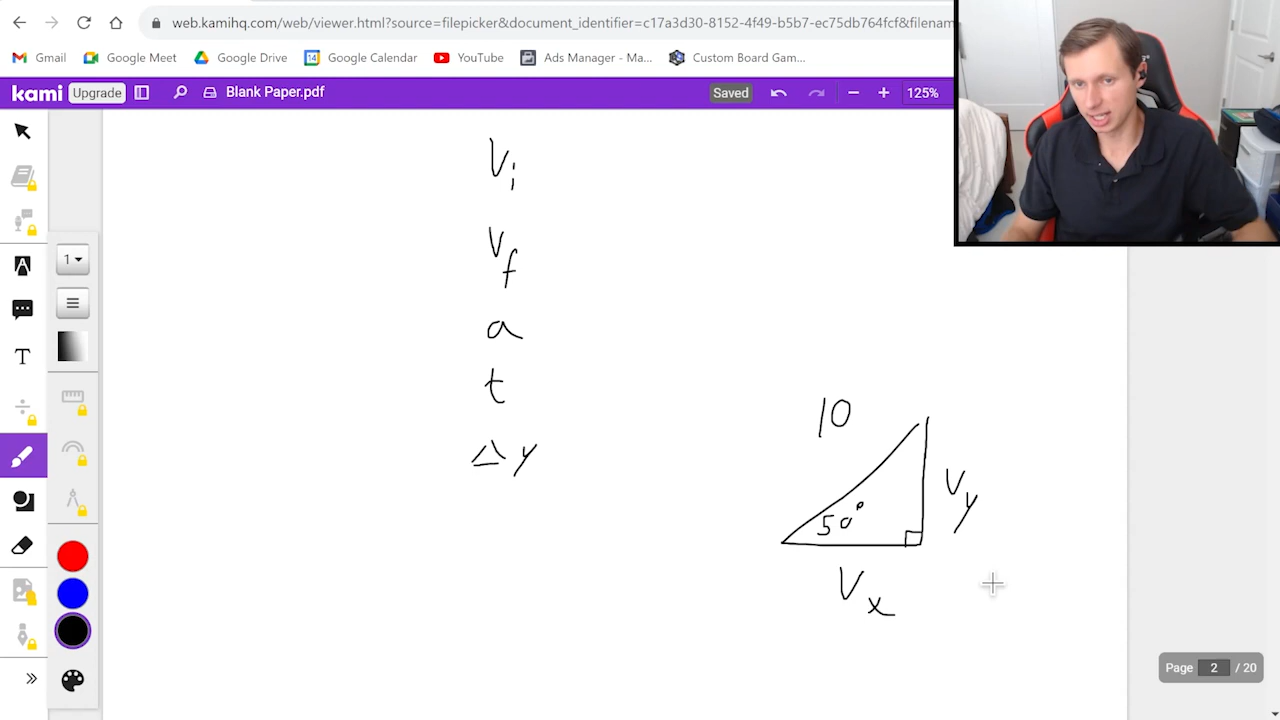 web.kamihq.com/web/viewer.html?source=filepicker&document_identifier=c17a3d30-8152-4f49-b5b7-ec75db764fcf&filenam
Gmail Google Meet Google Drive 14 Google Calendar YouTube Ads Manager - Ma... Custom Board Gam...
kami Upgrade Blank Paper.pdf Saved 125%
Vi
Vf
a
t
△y
1
T
10
50°
Vy
Vx
Page 2 / 20